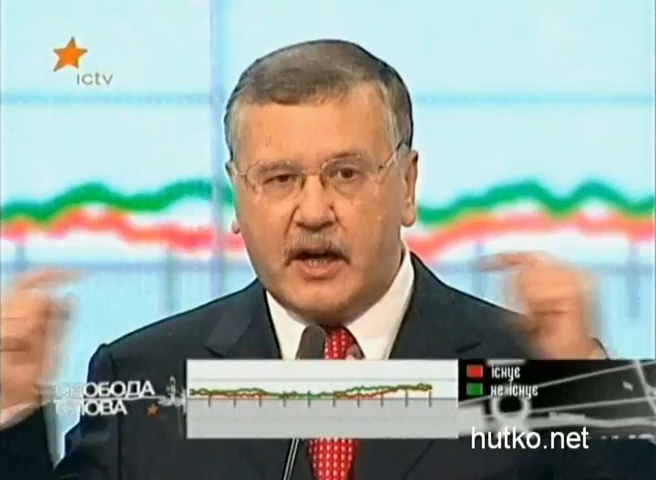 ictv
СВОБОДА
СЛОВА
існує
не існує
hutko.net